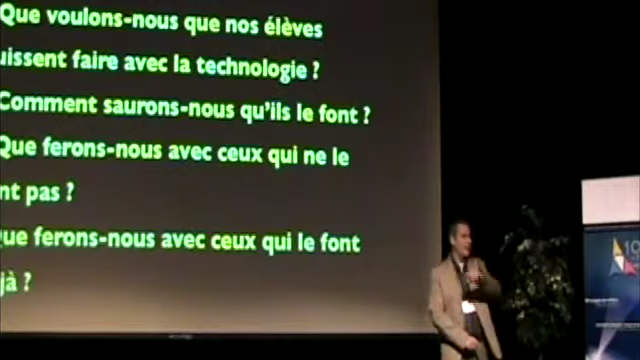 Que voulons-nous que nos élèves
uissent faire avec la technologie ?
Comment saurons-nous qu'ils le font ?
Que ferons-nous avec ceux qui ne le
nt pas ?
ue ferons-nous avec ceux qui le font
jà ?